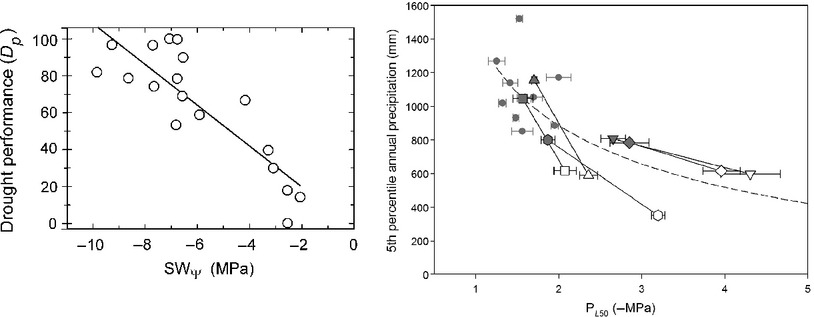 Drought performance (Dp)
100
80
60
40
20
0
–10 –8 –6 –4 –2 0
SWΨ (MPa)
5th percentile annual precipitation (mm)
1600
1400
1200
1000
800
600
400
200
0
1 2 3 4 5
PL50 (–MPa)